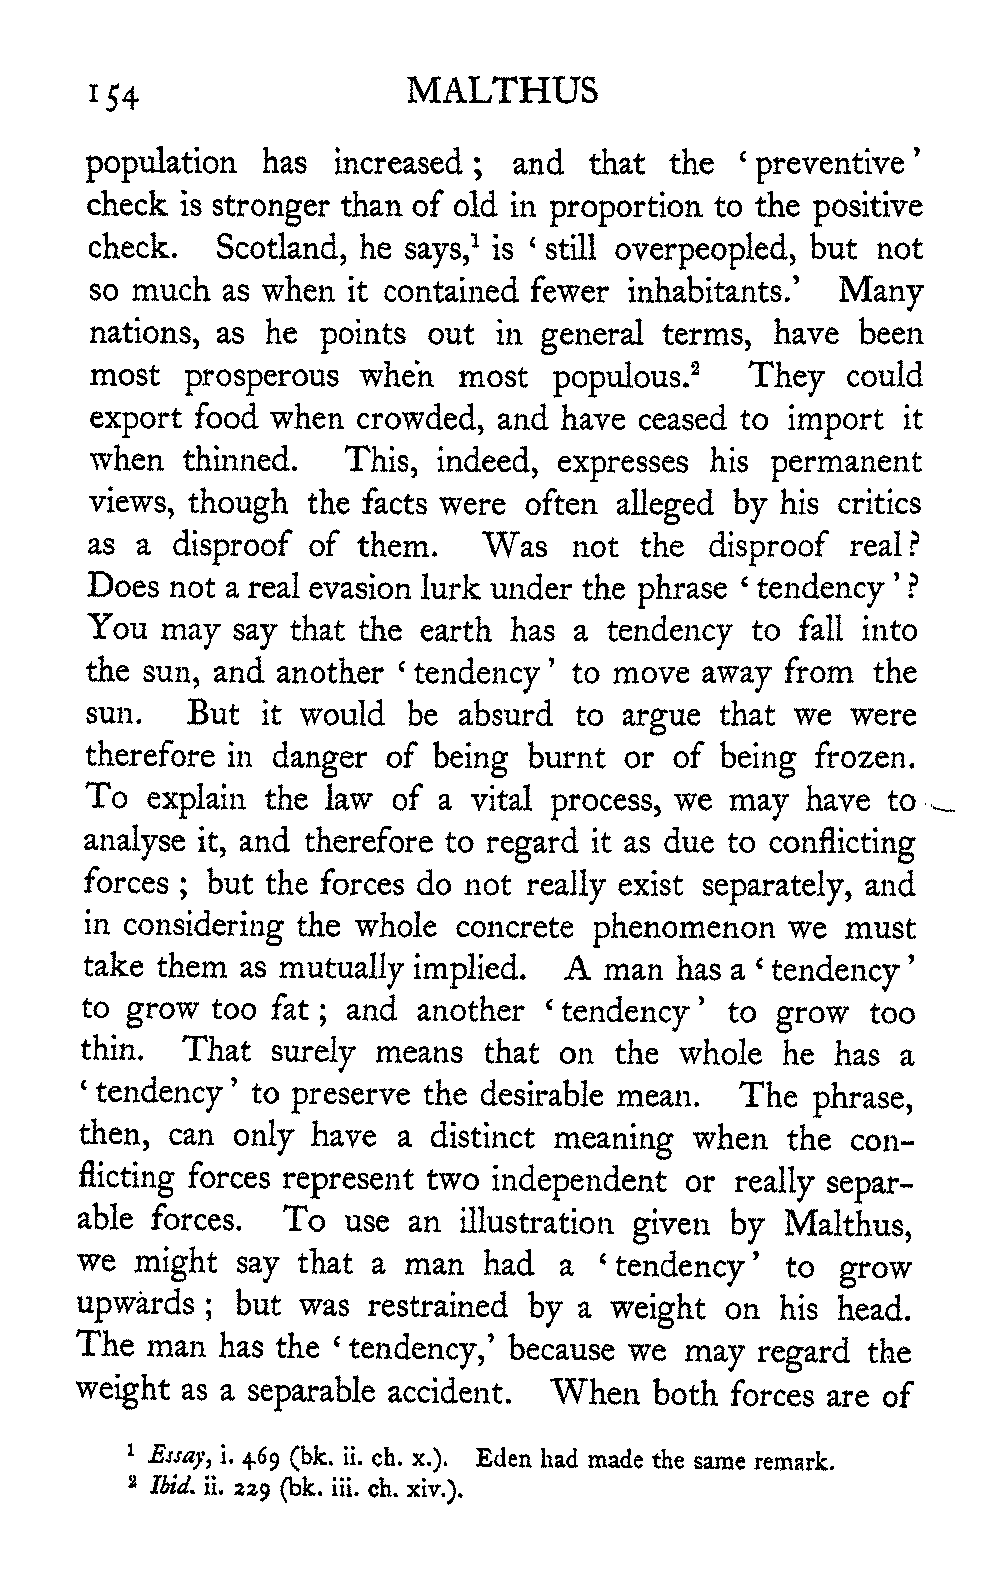 154 MALTHUS
population has increased; and that the 'preventive'
check is stronger than of old in proportion to the positive
check. Scotland, he says,¹ is 'still overpeopled, but not
so much as when it contained fewer inhabitants.' Many
nations, as he points out in general terms, have been
most prosperous when most populous.² They could
export food when crowded, and have ceased to import it
when thinned. This, indeed, expresses his permanent
views, though the facts were often alleged by his critics
as a disproof of them. Was not the disproof real?
Does not a real evasion lurk under the phrase 'tendency'?
You may say that the earth has a tendency to fall into
the sun, and another 'tendency' to move away from the
sun. But it would be absurd to argue that we were
therefore in danger of being burnt or of being frozen.
To explain the law of a vital process, we may have to
analyse it, and therefore to regard it as due to conflicting
forces; but the forces do not really exist separately, and
in considering the whole concrete phenomenon we must
take them as mutually implied. A man has a 'tendency'
to grow too fat; and another 'tendency' to grow too
thin. That surely means that on the whole he has a
'tendency' to preserve the desirable mean. The phrase,
then, can only have a distinct meaning when the con-
flicting forces represent two independent or really separ-
able forces. To use an illustration given by Malthus,
we might say that a man had a 'tendency' to grow
upwards; but was restrained by a weight on his head.
The man has the 'tendency,' because we may regard the
weight as a separable accident. When both forces are of
¹ Essay, i. 469 (bk. ii. ch. x.). Eden had made the same remark.
² Ibid. ii. 229 (bk. iii. ch. xiv.).